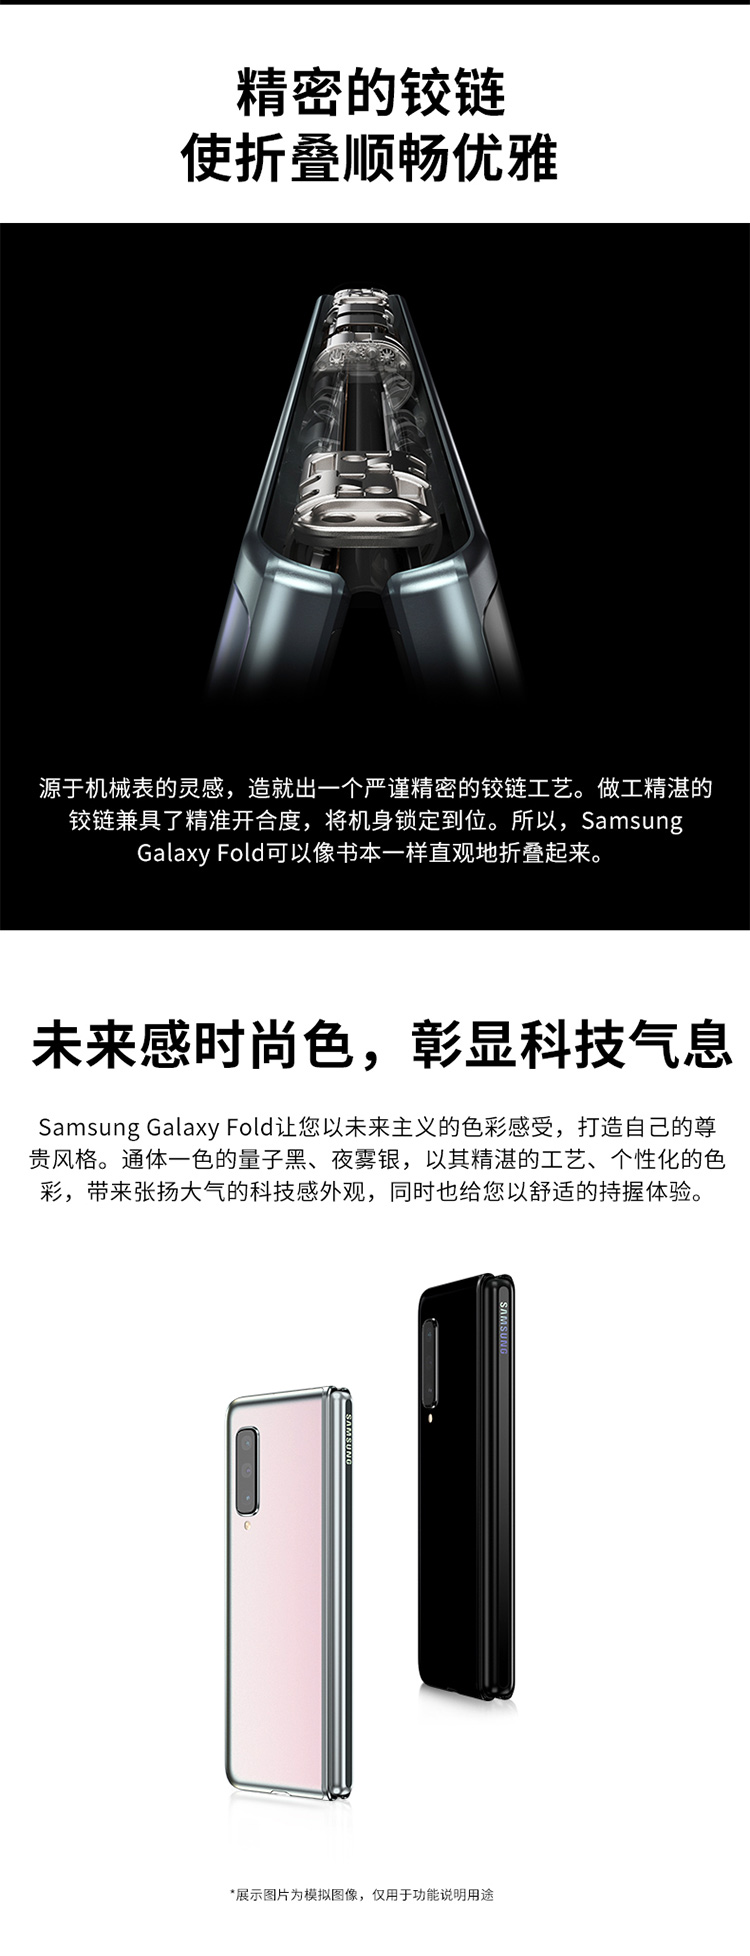 精密的铰链
使折叠顺畅优雅
源于机械表的灵感，造就出一个严谨精密的铰链工艺。做工精湛的
铰链兼具了精准开合度，将机身锁定到位。所以，Samsung
Galaxy Fold可以像书本一样直观地折叠起来。
未来感时尚色，彰显科技气息
Samsung Galaxy Fold让您以未来主义的色彩感受，打造自己的尊
贵风格。通体一色的量子黑、夜雾银，以其精湛的工艺、个性化的色
彩，带来张扬大气的科技感外观，同时也给您以舒适的持握体验。
SAMSUNG
SAMSUNG
*展示图片为模拟图像，仅用于功能说明用途